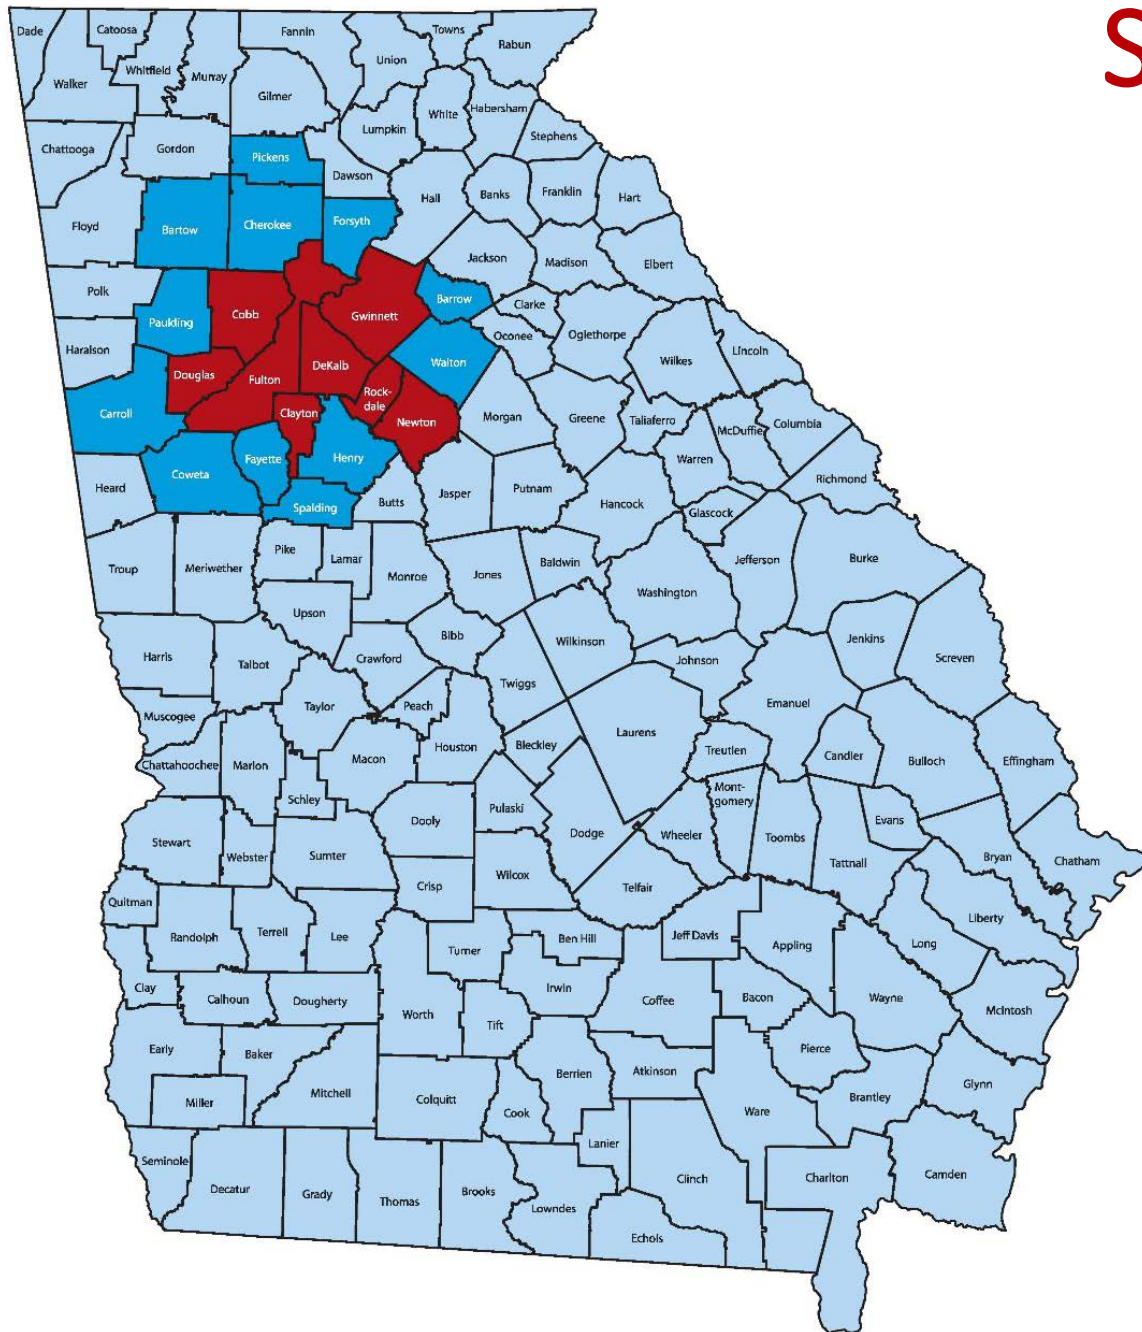 S
Dade
Catoosa
Fannin
Towns
Rabun
Union
Whitfield
Murray
Walker
Gilmer
White
Habersham
Lumpkin
Stephens
Chattooga
Gordon
Pickens
Dawson
Hall
Banks
Franklin
Hart
Floyd
Bartow
Cherokee
Forsyth
Jackson
Madison
Elbert
Polk
Cobb
Gwinnett
Barrow
Clarke
Paulding
Oconee
Oglethorpe
Haralson
Douglas
Fulton
DeKalb
Walton
Wilkes
Lincoln
Carroll
Clayton
Rock-
dale
Newton
Morgan
Greene
Taliaferro
McDuffie
Columbia
Coweta
Fayette
Henry
Warren
Heard
Spalding
Butts
Jasper
Putnam
Hancock
Glascock
Richmond
Troup
Meriwether
Pike
Lamar
Monroe
Jones
Baldwin
Washington
Jefferson
Burke
Upson
Bibb
Wilkinson
Jenkins
Harris
Talbot
Crawford
Twiggs
Johnson
Screven
Muscogee
Taylor
Peach
Emanuel
Chattahoochee
Marlon
Macon
Houston
Bleckley
Laurens
Treutlen
Candler
Bulloch
Effingham
Schley
Dooly
Pulaski
Dodge
Wheeler
Mont-
gomery
Toombs
Evans
Stewart
Webster
Sumter
Tattnall
Bryan
Chatham
Crisp
Wilcox
Telfair
Quitman
Randolph
Terrell
Lee
Turner
Ben Hill
Jeff Davis
Appling
Long
Liberty
Clay
Calhoun
Dougherty
Worth
Irwin
Coffee
Bacon
Wayne
McIntosh
Tift
Early
Baker
Berrien
Atkinson
Pierce
Miller
Mitchell
Colquitt
Cook
Ware
Brantley
Glynn
Seminole
Decatur
Grady
Thomas
Brooks
Lanier
Clinch
Charlton
Camden
Lowndes
Echols